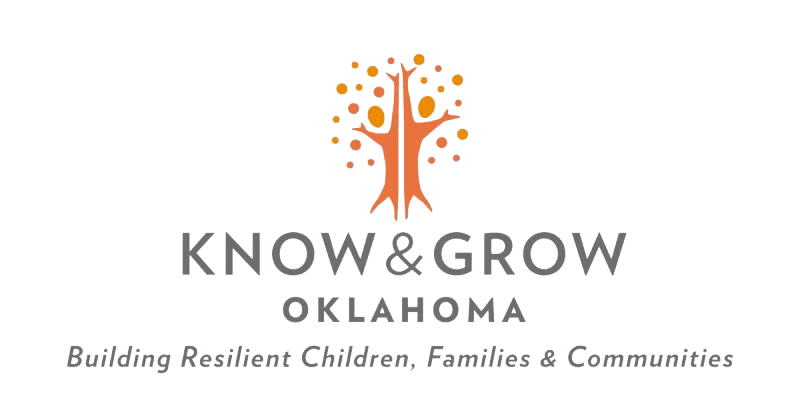 KNOW & GROW
OKLAHOMA
Building Resilient Children, Families & Communities